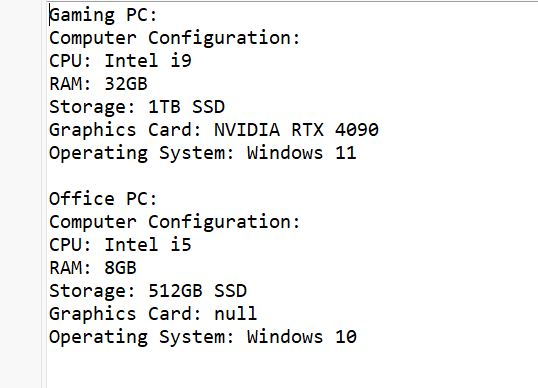 Gaming PC:
Computer Configuration:
CPU: Intel i9
RAM: 32GB
Storage: 1TB SSD
Graphics Card: NVIDIA RTX 4090
Operating System: Windows 11

Office PC:
Computer Configuration:
CPU: Intel i5
RAM: 8GB
Storage: 512GB SSD
Graphics Card: null
Operating System: Windows 10